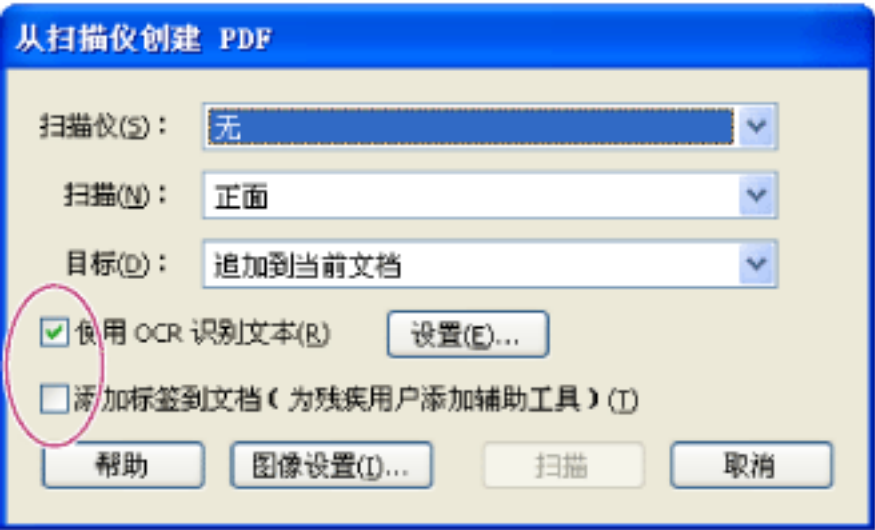 从扫描仪创建 PDF
扫描仪(S)： 无
扫描(N)： 正面
目标(D)： 追加到当前文档
使用 OCR 识别文本(R) 设置(E)...
添加标签到文档(为残疾用户添加辅助工具)(T)
帮助 图像设置(I)... 扫描 取消